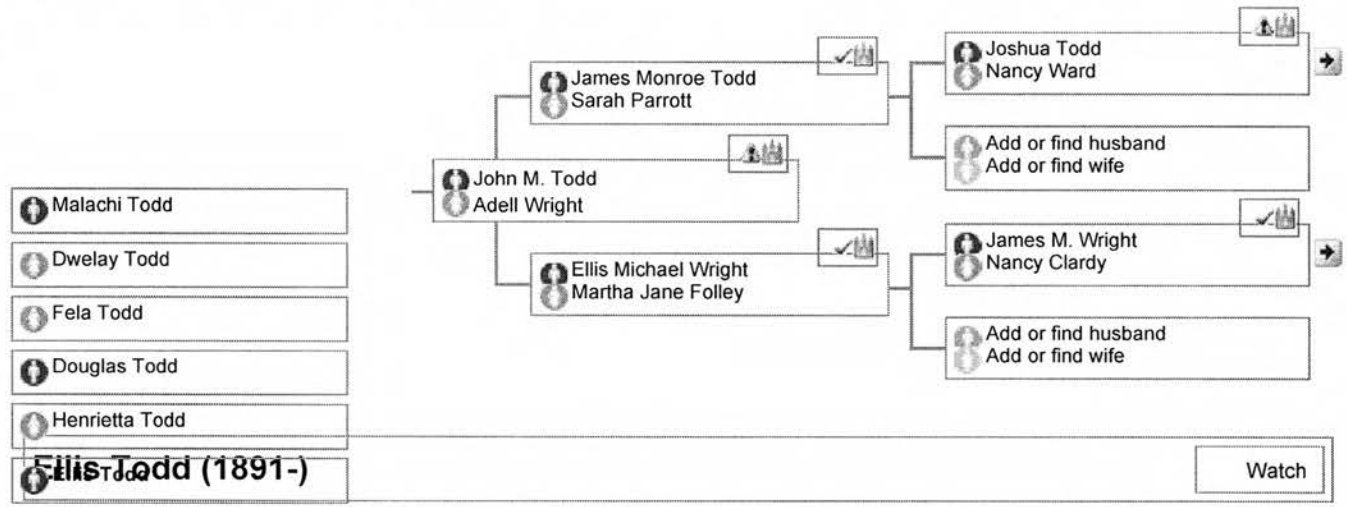 James Monroe Todd
Sarah Parrott
Joshua Todd
Nancy Ward
Add or find husband
Add or find wife
John M. Todd
Adell Wright
Ellis Michael Wright
Martha Jane Folley
James M. Wright
Nancy Clardy
Add or find husband
Add or find wife
Malachi Todd
Dwelay Todd
Fela Todd
Douglas Todd
Henrietta Todd
Ellis Todd
Ellis Todd (1891-)
Watch